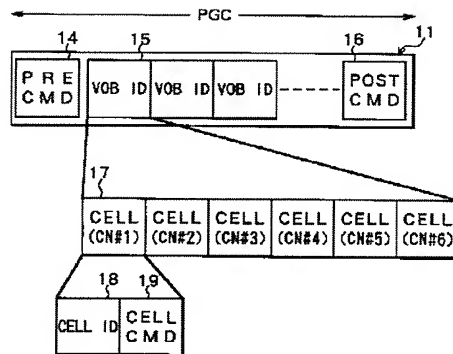 PGC
14 15 16 11
PRE CMD VOB ID VOB ID VOB ID POST CMD
17
CELL (CN#1) CELL (CN#2) CELL (CN#3) CELL (CN#4) CELL (CN#5) CELL (CN#6)
18 19
CELL ID CELL CMD